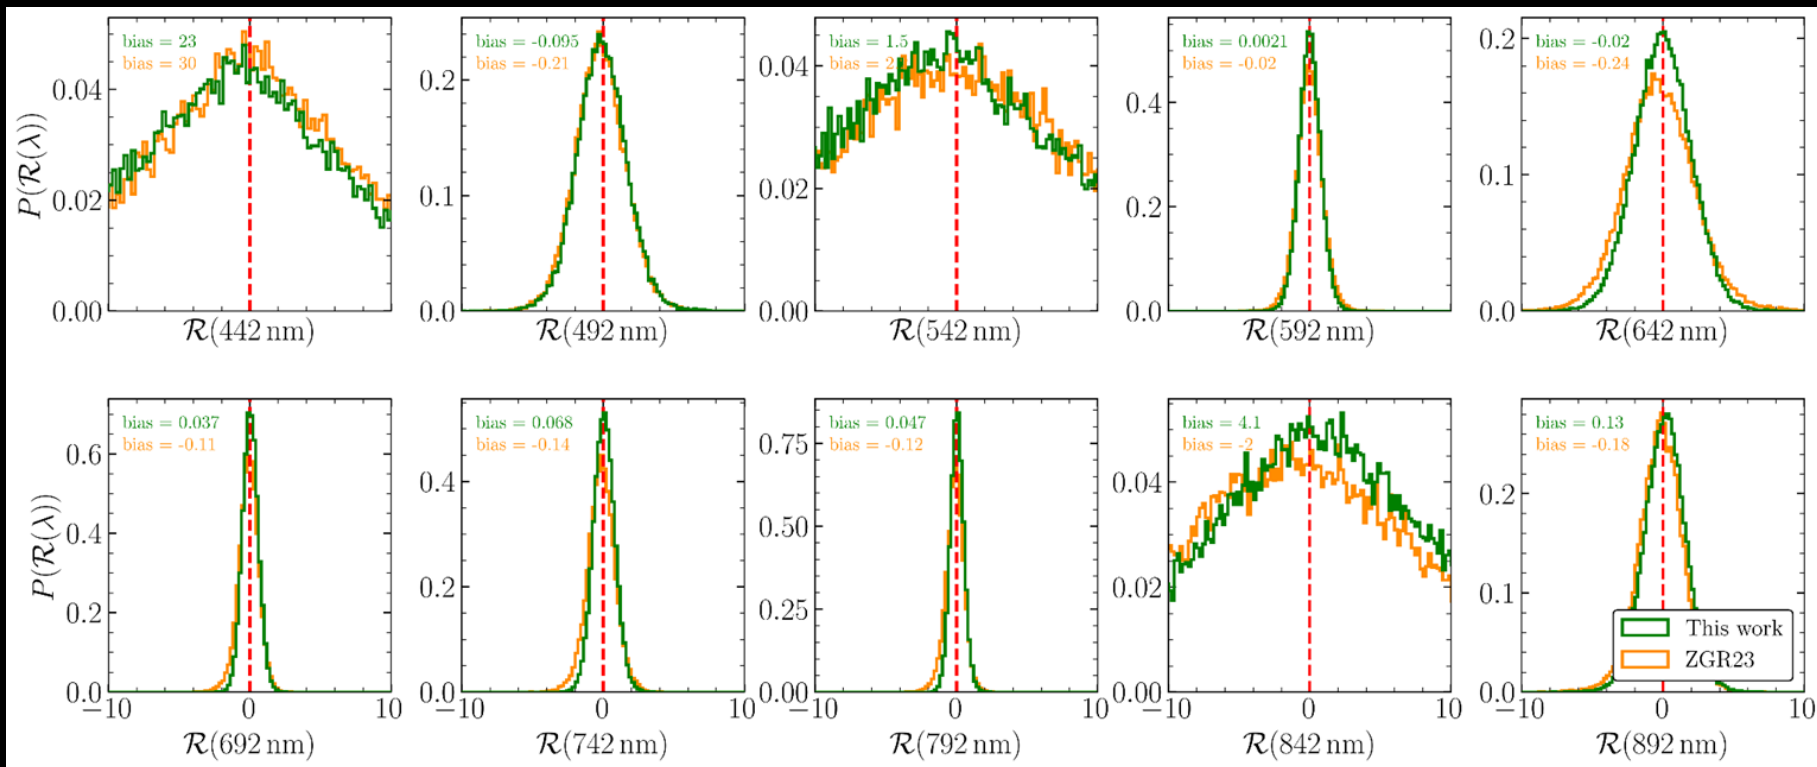 bias = 23
bias = 30
0.04
0.02
0.00
P(R(λ))
R(442 nm)
bias = -0.095
bias = -0.21
0.2
0.1
0.0
R(492 nm)
bias = 1.5
bias = 2
0.04
0.02
0.00
R(542 nm)
bias = 0.0021
bias = -0.02
0.4
0.2
0.0
R(592 nm)
bias = -0.02
bias = -0.24
0.2
0.1
0.0
R(642 nm)
bias = 0.037
bias = -0.11
0.6
0.4
0.2
0.0
P(R(λ))
−10 0 10
R(692 nm)
bias = 0.068
bias = -0.14
0.4
0.2
0.0
−10 0 10
R(742 nm)
bias = 0.047
bias = -0.12
0.75
0.50
0.25
0.00
−10 0 10
R(792 nm)
bias = 4.1
bias = -2
0.04
0.02
0.00
−10 0 10
R(842 nm)
bias = 0.13
bias = -0.18
0.2
0.1
0.0
This work
ZGR23
−10 0 10
R(892 nm)